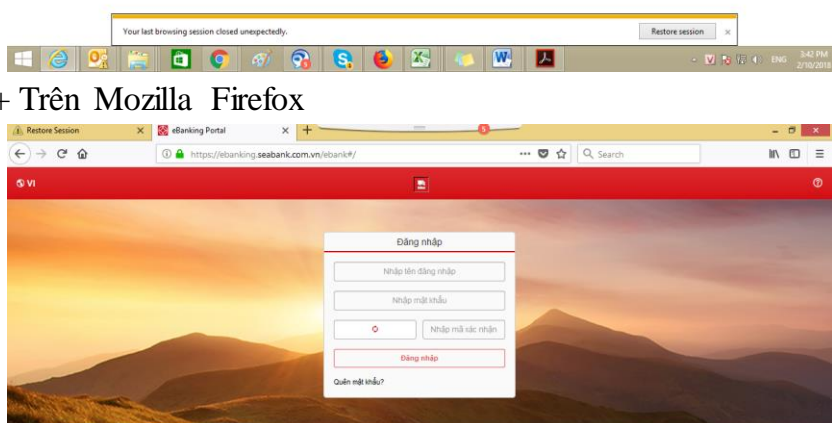 Your last browsing session closed unexpectedly. Restore session ×
ENG 3:42 PM
2/10/2018
+ Trên Mozilla Firefox
Restore Session × eBanking Portal × +
https://ebanking.seabank.com.vn/ebank#/ Search
VI
Đăng nhập
Nhập tên đăng nhập
Nhập mật khẩu
Nhập mã xác nhận
Đăng nhập
Quên mật khẩu?